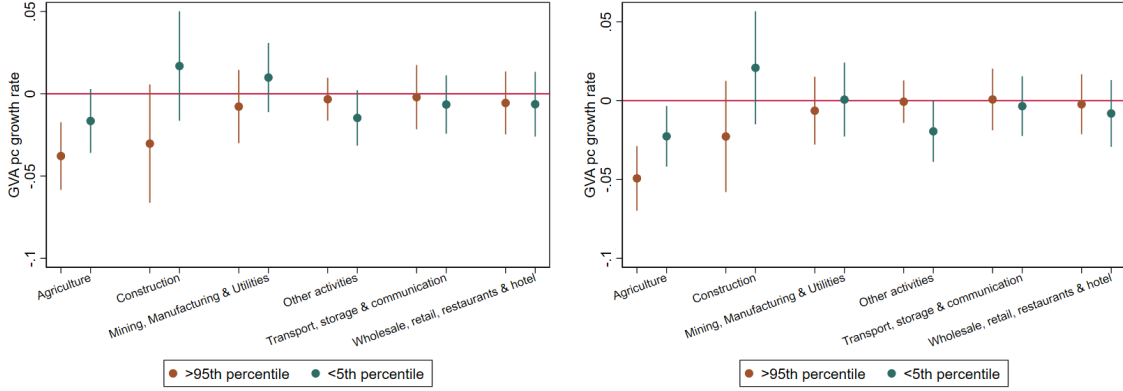 GVA pc growth rate
.05
0
-.05
-.1
Agriculture
Construction
Mining, Manufacturing & Utilities
Other activities
Transport, storage & communication
Wholesale, retail, restaurants & hotel
>95th percentile
<5th percentile
GVA pc growth rate
.05
0
-.05
-.1
Agriculture
Construction
Mining, Manufacturing & Utilities
Other activities
Transport, storage & communication
Wholesale, retail, restaurants & hotel
>95th percentile
<5th percentile